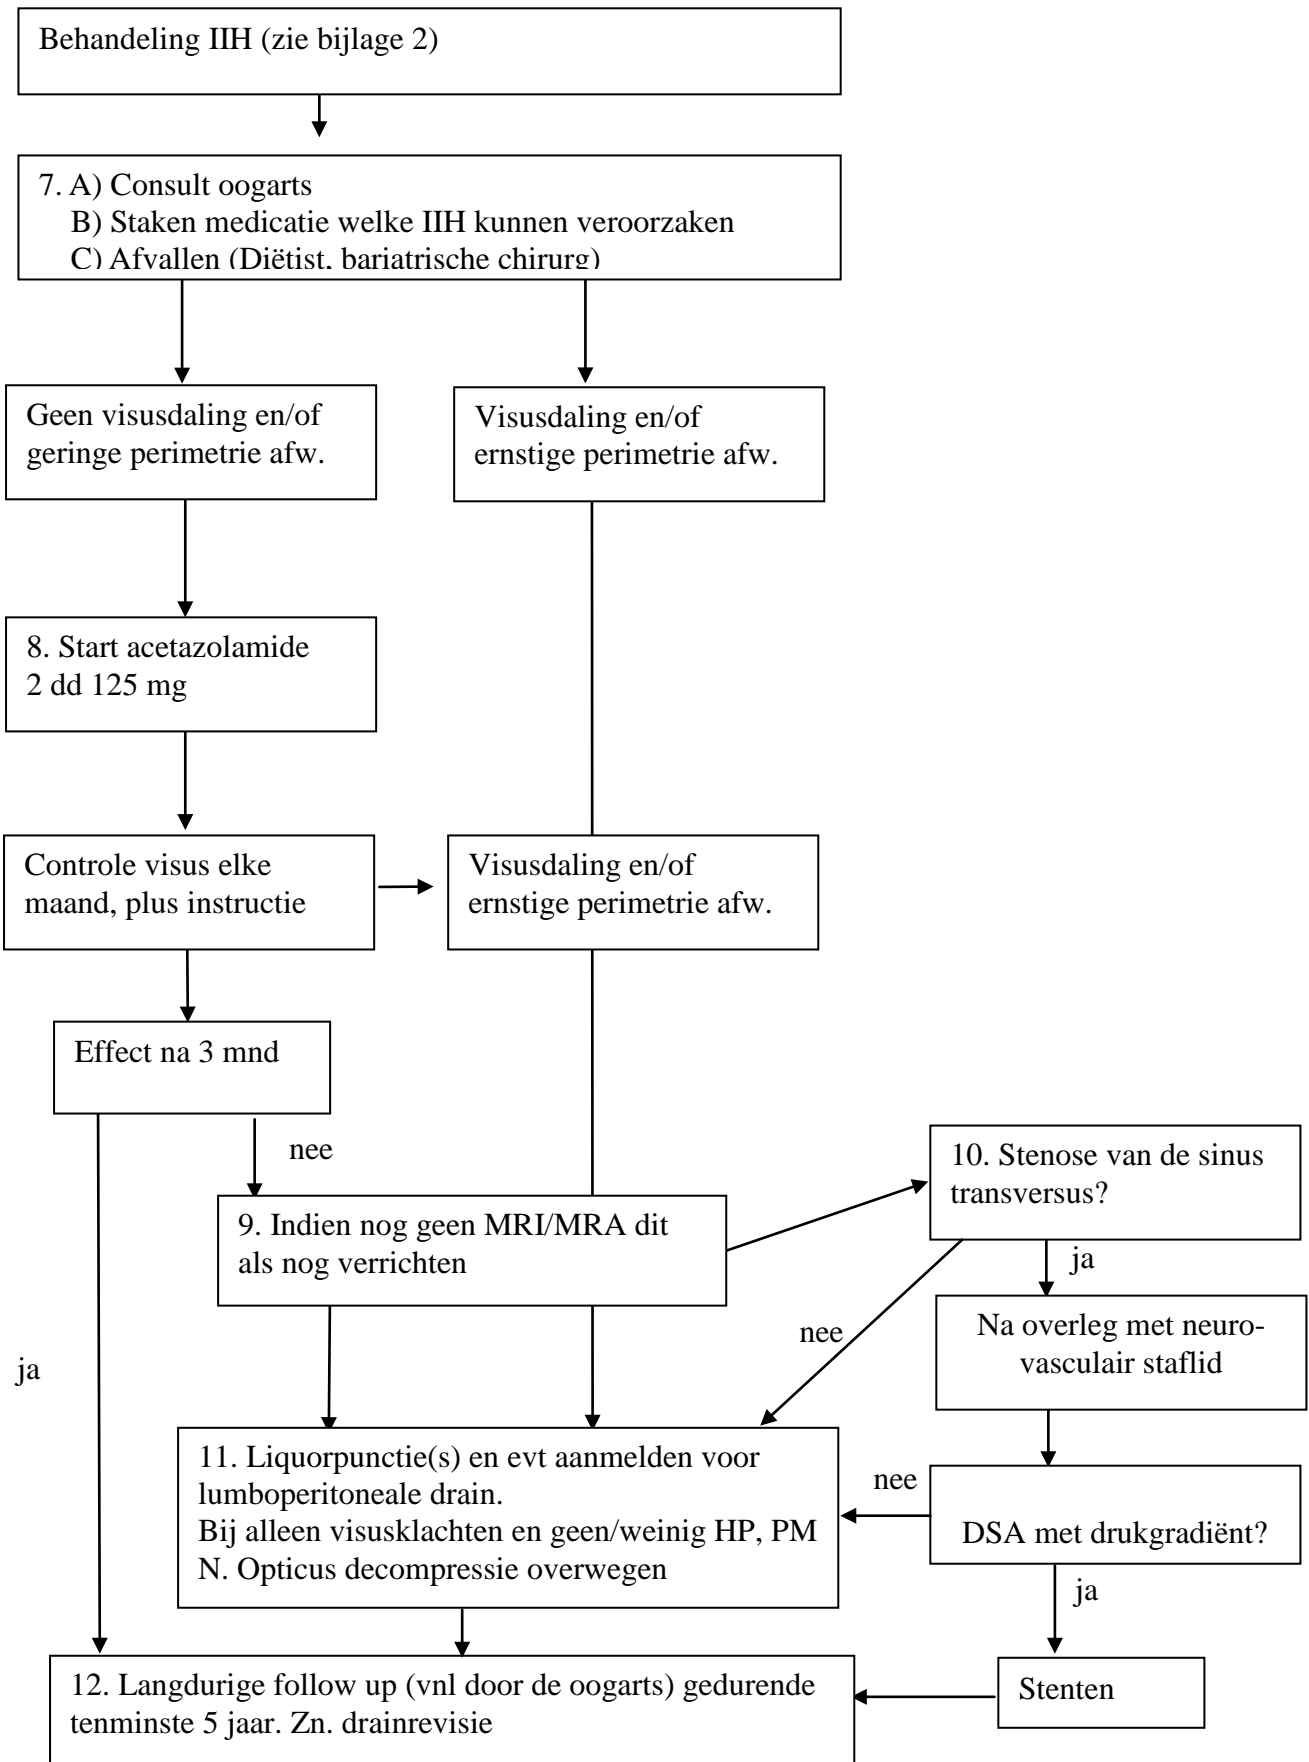 Behandeling IIH (zie bijlage 2)
7. A) Consult oogarts
B) Staken medicatie welke IIH kunnen veroorzaken
C) Afvallen (Diëtist, bariatrische chirurg)
Geen visusdaling en/of
geringe perimetrie afw.
Visusdaling en/of
ernstige perimetrie afw.
8. Start acetazolamide
2 dd 125 mg
Controle visus elke
maand, plus instructie
Visusdaling en/of
ernstige perimetrie afw.
Effect na 3 mnd
nee
ja
9. Indien nog geen MRI/MRA dit
als nog verrichten
10. Stenose van de sinus
transversus?
ja
nee
Na overleg met neuro-
vasculair staflid
11. Liquorpunctie(s) en evt aanmelden voor
lumboperitoneale drain.
Bij alleen visusklachten en geen/weinig HP, PM
N. Opticus decompressie overwegen
nee
DSA met drukgradiënt?
ja
Stenten
12. Langdurige follow up (vnl door de oogarts) gedurende
tenminste 5 jaar. Zn. drainrevisie